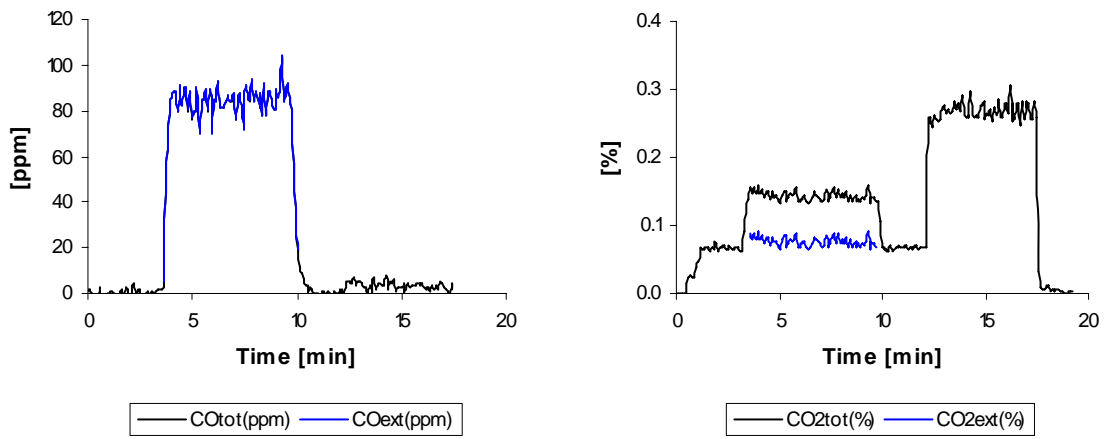 120
100
80
60
40
20
0
[ppm]
0 5 10 15 20
Time [min]
COtot(ppm) COext(ppm)
0.4
0.3
0.2
0.1
0.0
[%]
0 5 10 15 20
Time [min]
CO2tot(%) CO2ext(%)